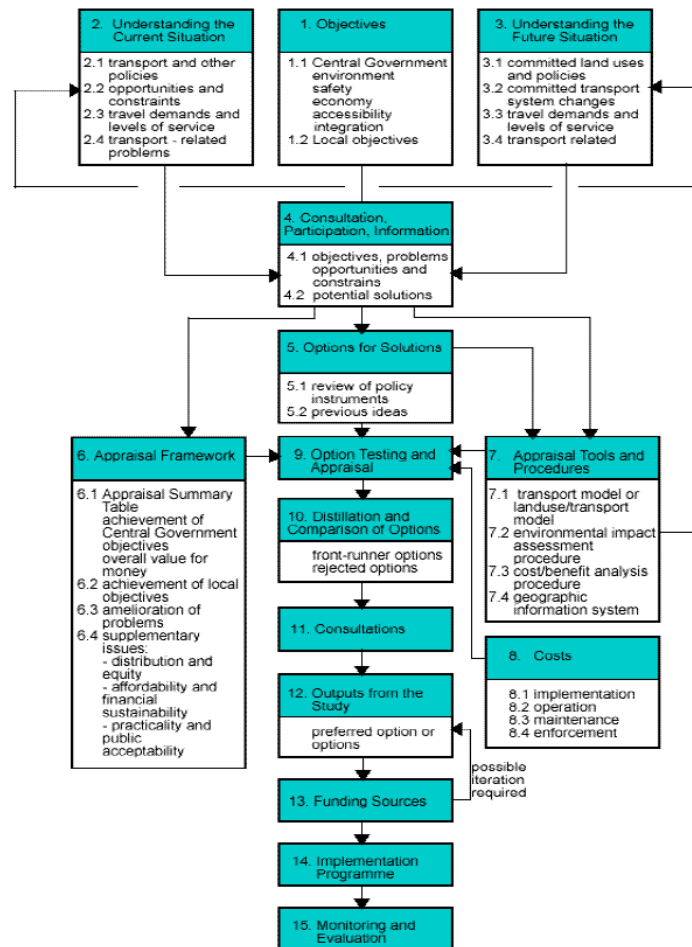 2. Understanding the
Current Situation
2.1 transport and other
policies
2.2 opportunities and
constraints
2.3 travel demands and
levels of service
2.4 transport - related
problems
1. Objectives
1.1 Central Government
environment
safety
economy
accessibility
integration
1.2 Local objectives
3. Understanding the
Future Situation
3.1 committed land uses
and policies
3.2 committed transport
system changes
3.3 travel demands and
levels of service
3.4 transport related
4. Consultation,
Participation, Information
4.1 objectives, problems
opportunities and
constrains
4.2 potential solutions
5. Options for Solutions
5.1 review of policy
instruments
5.2 previous ideas
6. Appraisal Framework
6.1 Appraisal Summary
Table
achievement of
Central Government
objectives
overall value for
money
6.2 achievement of local
objectives
6.3 amelioration of
problems
6.4 supplementary
issues:
- distribution and
equity
- affordability and
financial
sustainability
- practicality and
public
acceptability
9. Option Testing and
Appraisal
7. Appraisal Tools and
Procedures
7.1 transport model or
landuse/transport
model
7.2 environmental impact
assessment
procedure
7.3 cost/benefit analysis
procedure
7.4 geographic
information system
10. Distillation and
Comparison of Options
front-runner options
rejected options
11. Consultations
8. Costs
8.1 implementation
8.2 operation
8.3 maintenance
8.4 enforcement
12. Outputs from the
Study
preferred option or
options
possible
iteration
required
13. Funding Sources
14. Implementation
Programme
15. Monitoring and
Evaluation